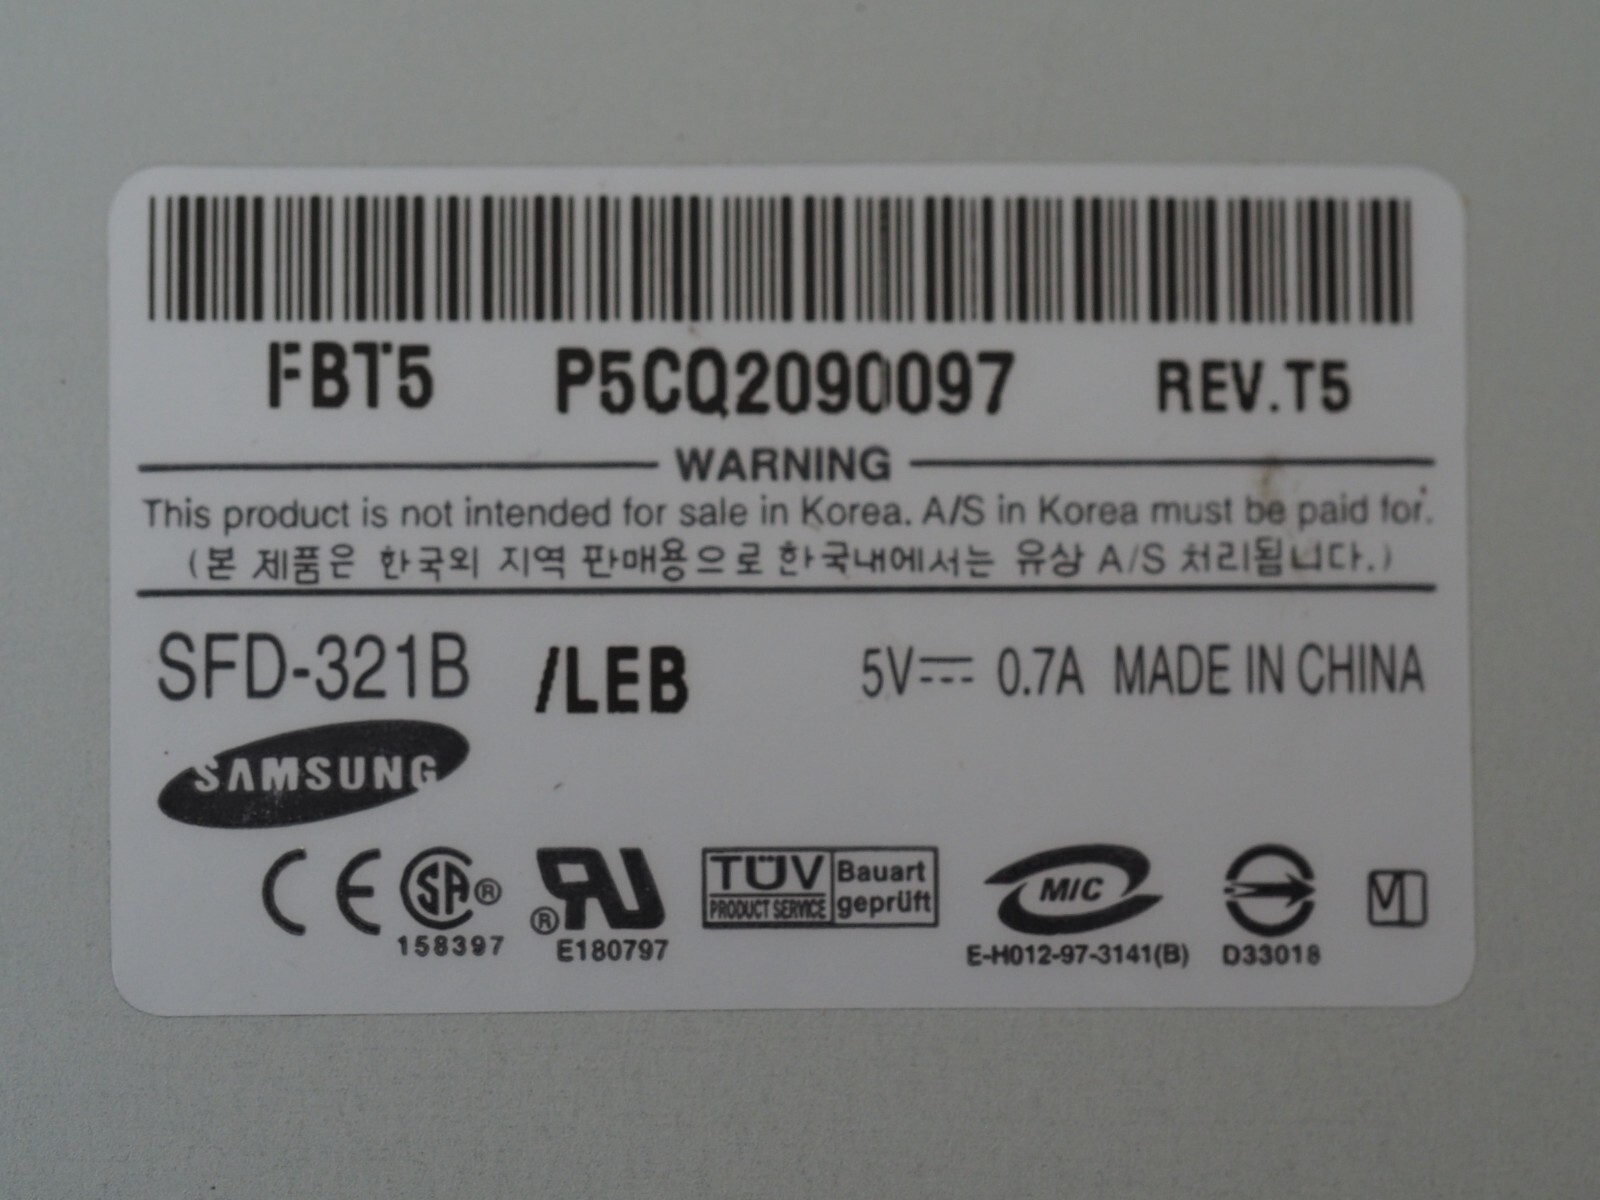 FBT5 P5CQ2090097 REV.T5
WARNING
This product is not intended for sale in Korea. A/S in Korea must be paid for.
(본 제품은 한국외 지역 판매용으로 한국내에서는 유상 A/S 처리됩니다.)
SFD-321B /LEB 5V 0.7A MADE IN CHINA
SAMSUNG
CE SA® ®UR TÜV PRODUCT SERVICE Bauart geprüft MIC
158397 E180797 E-H012-97-3141(B) D33018